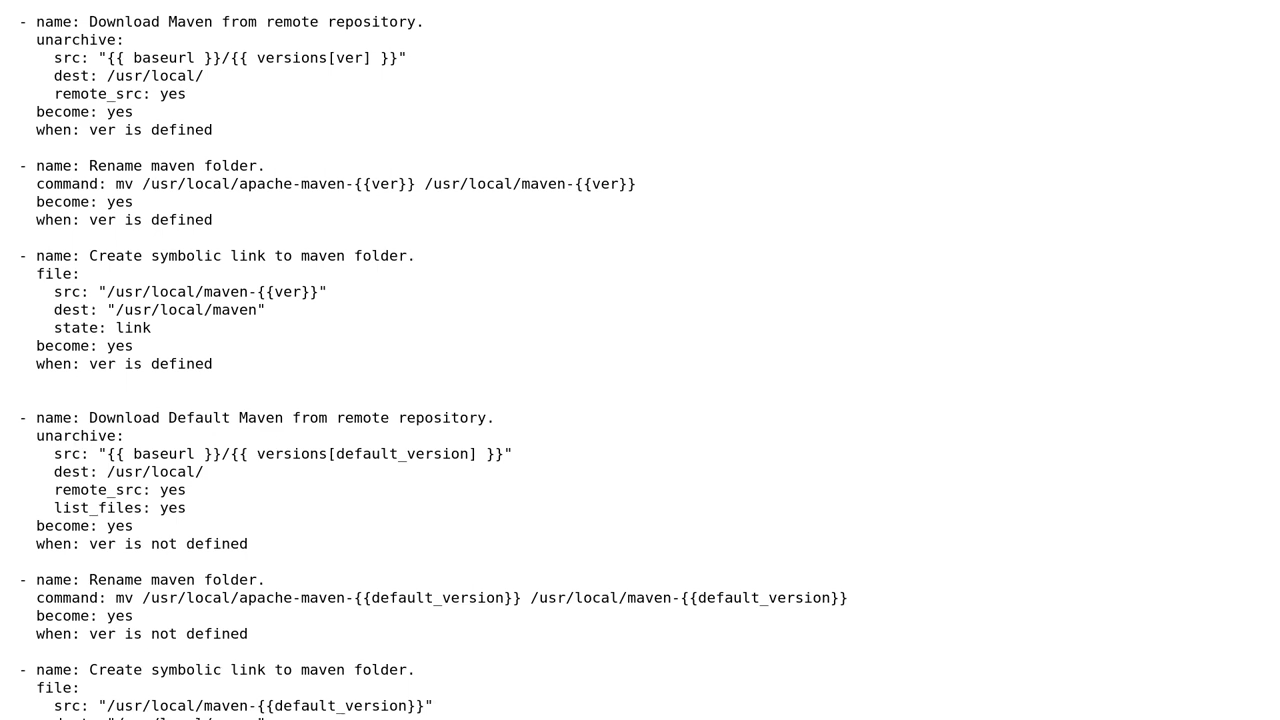 - name: Download Maven from remote repository.
  unarchive:
    src: "{{ baseurl }}/{{ versions[ver] }}"
    dest: /usr/local/
    remote_src: yes
  become: yes
  when: ver is defined

- name: Rename maven folder.
  command: mv /usr/local/apache-maven-{{ver}} /usr/local/maven-{{ver}}
  become: yes
  when: ver is defined

- name: Create symbolic link to maven folder.
  file:
    src: "/usr/local/maven-{{ver}}"
    dest: "/usr/local/maven"
    state: link
  become: yes
  when: ver is defined


- name: Download Default Maven from remote repository.
  unarchive:
    src: "{{ baseurl }}/{{ versions[default_version] }}"
    dest: /usr/local/
    remote_src: yes
    list_files: yes
  become: yes
  when: ver is not defined

- name: Rename maven folder.
  command: mv /usr/local/apache-maven-{{default_version}} /usr/local/maven-{{default_version}}
  become: yes
  when: ver is not defined

- name: Create symbolic link to maven folder.
  file:
    src: "/usr/local/maven-{{default_version}}"